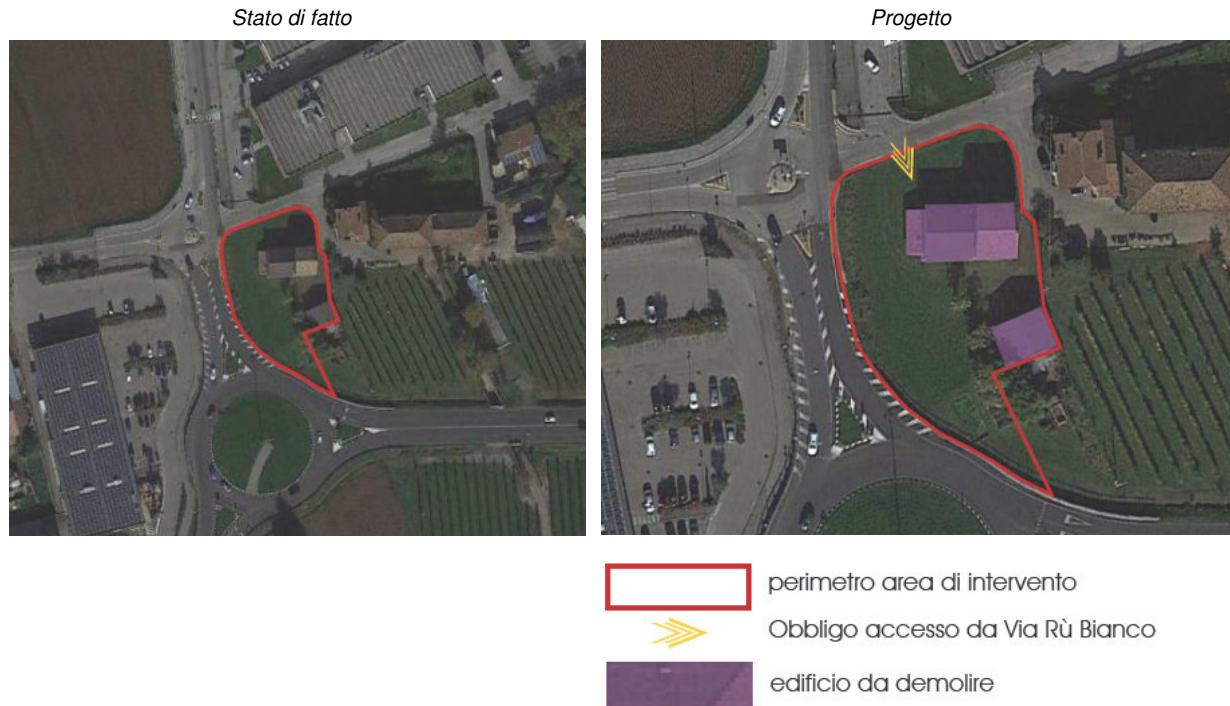 Stato di fatto
Progetto
perimetro area di intervento
Obbligo accesso da Via Rù Bianco
edificio da demolire